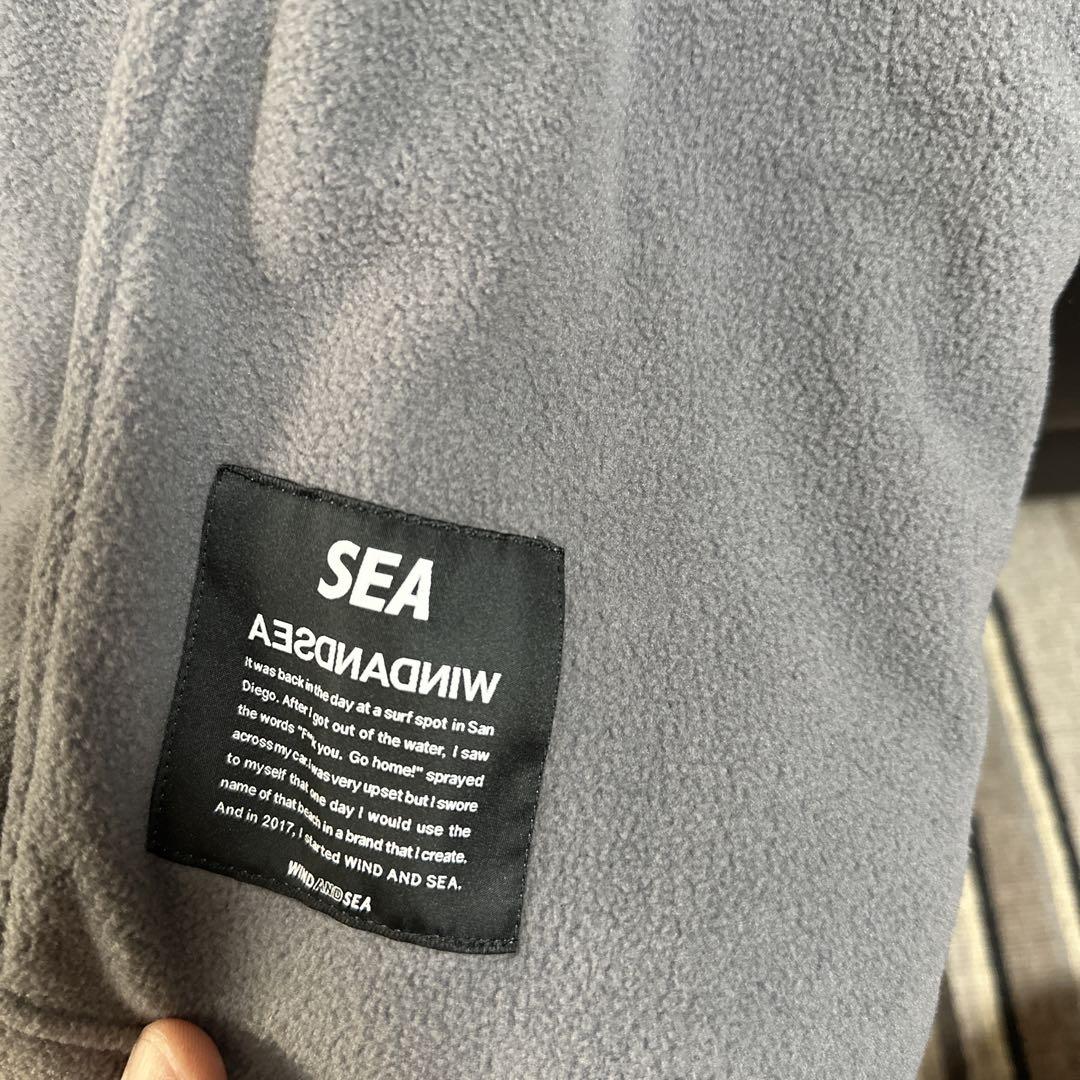 SEA
WINDANDSEA
It was back in the day at a surf spot in San
Diego. After I got out of the water, I saw
the words "F**k you. Go home!" sprayed
across my car. I was very upset but I swore
to myself that one day I would use the
name of that beach in a brand that I create.
And in 2017, I started WIND AND SEA.
WIND AND SEA